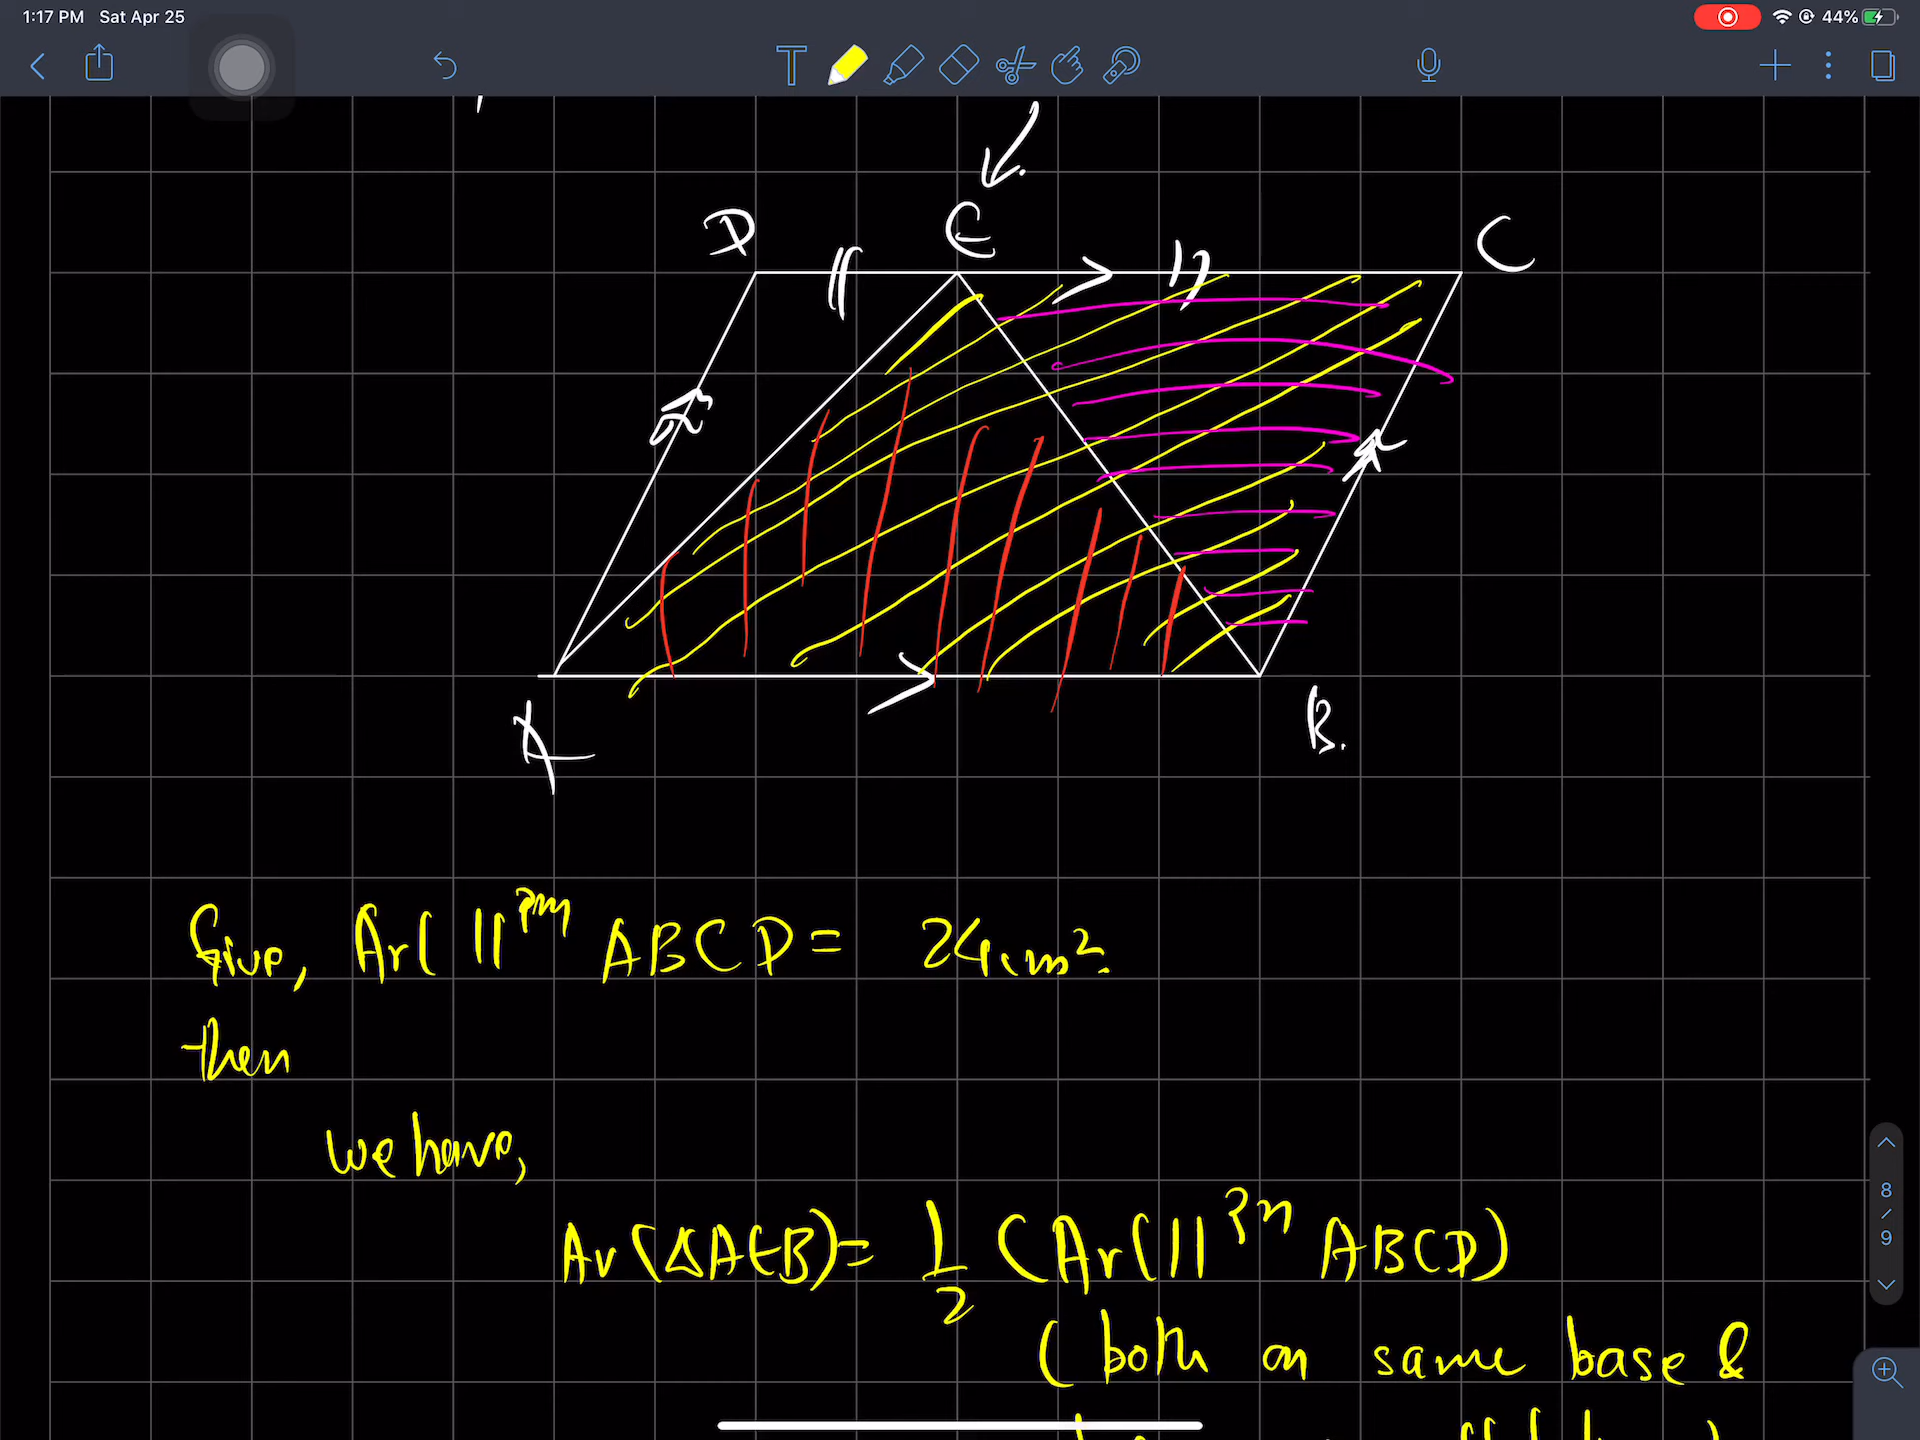 1:17 PM Sat Apr 25
44%
T
D E C
A B.
Give, Ar( ||gm ABCD = 24cm².
then
we have,
Ar(△AEB) = 1/2 (Ar(||gm ABCD)
( both on same base &
8
/
9